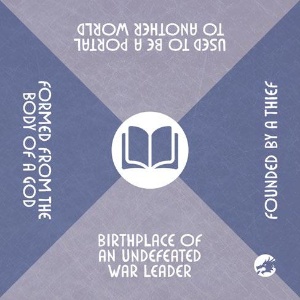 USED TO BE A PORTAL
TO ANOTHER WORLD
FORMED FROM THE
BODY OF A GOD
FOUNDED BY A THIEF
BIRTHPLACE OF
AN UNDEFEATED
WAR LEADER